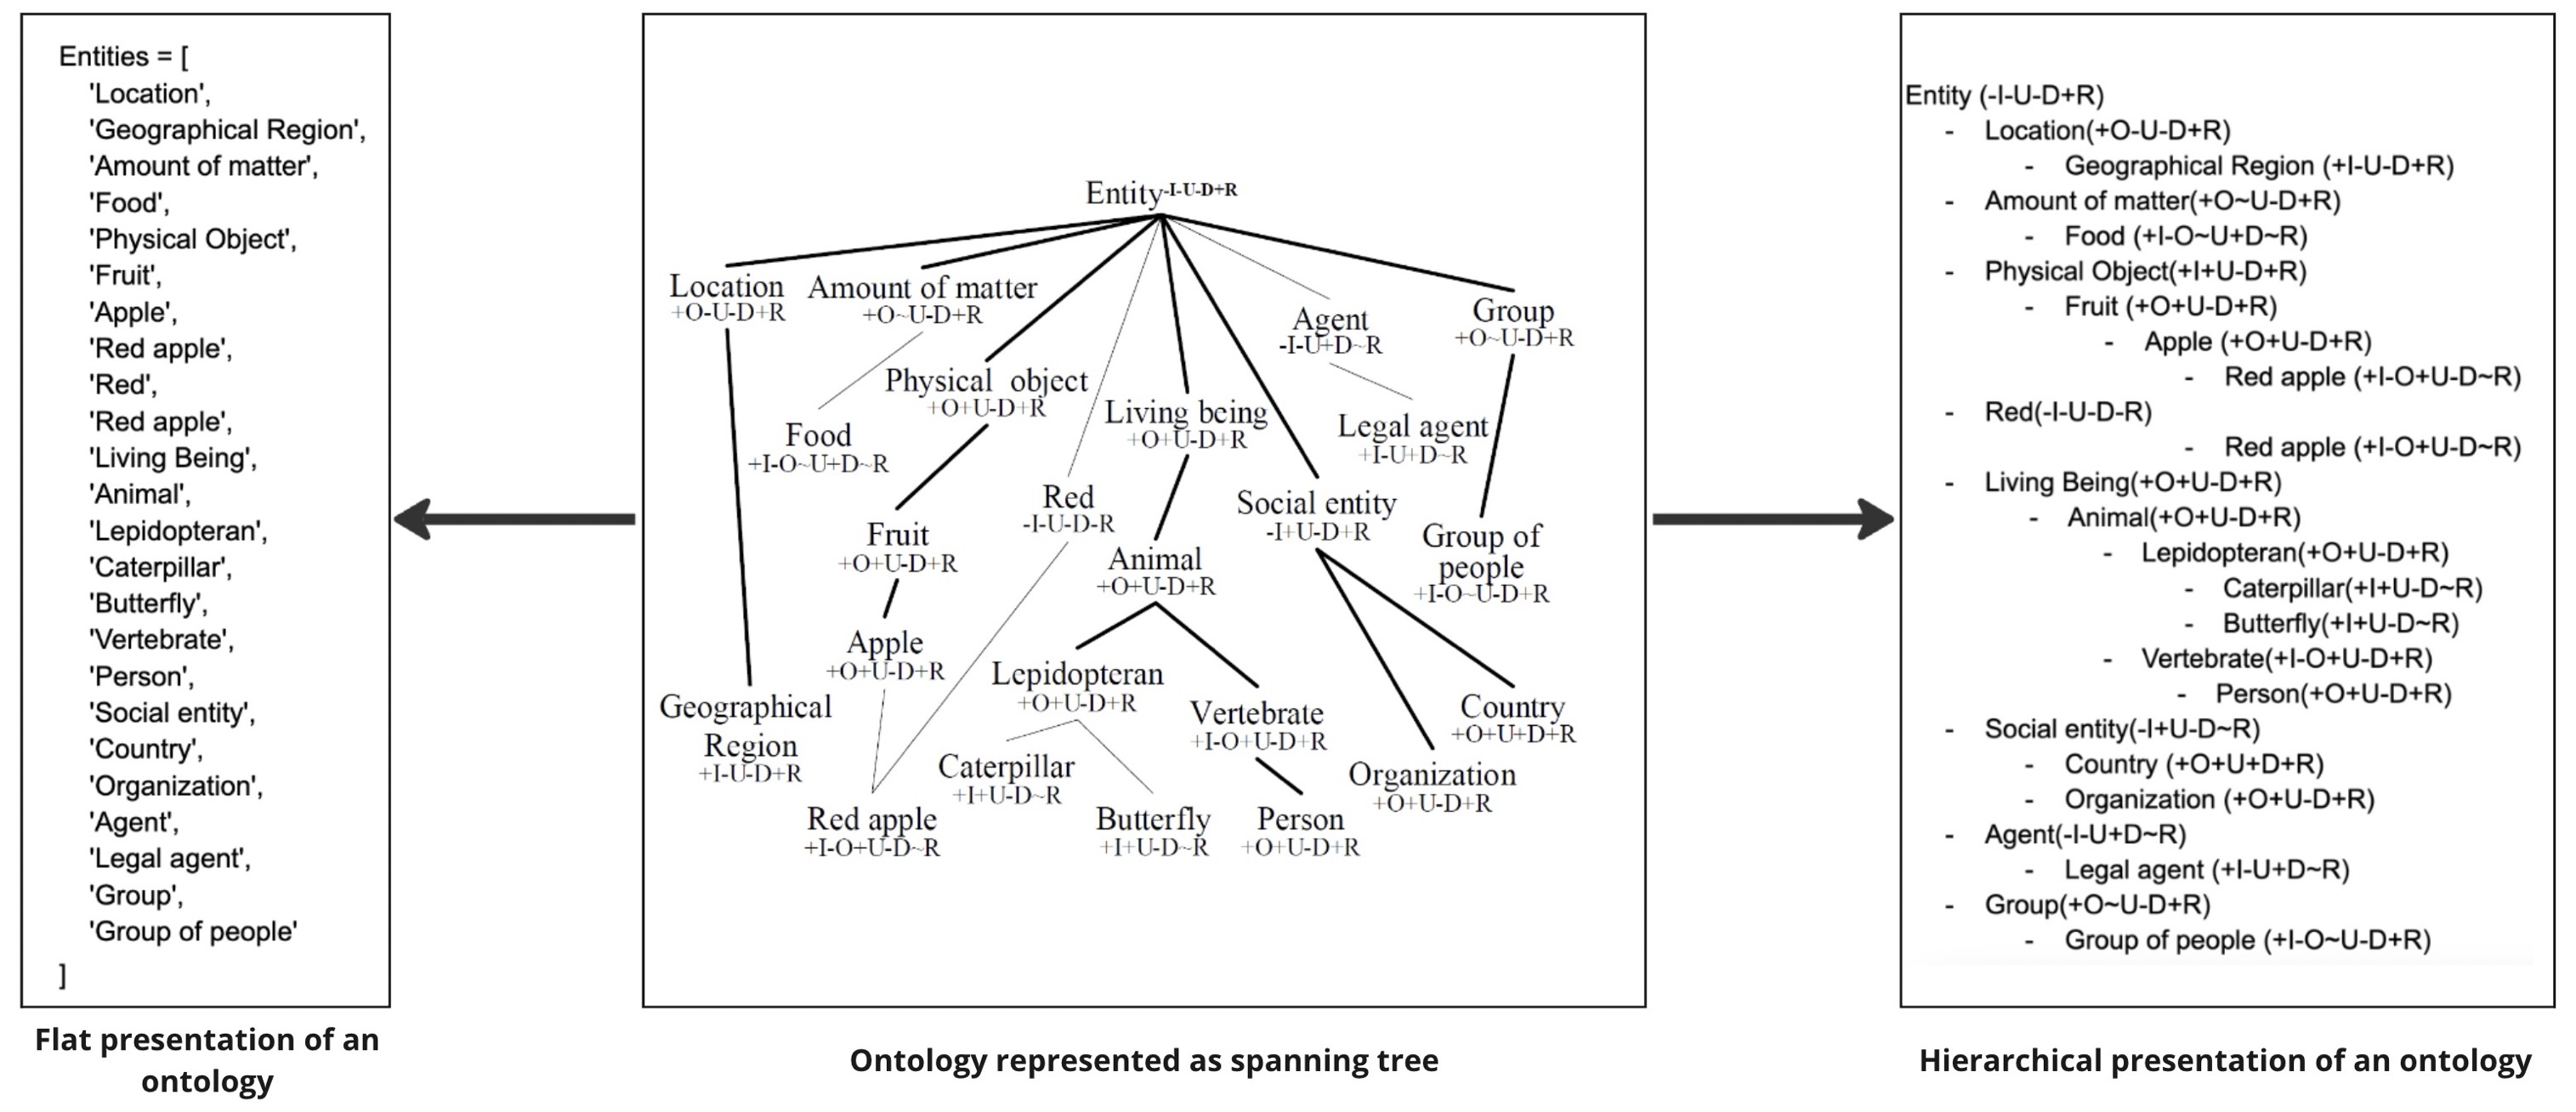 Entities = [
'Location',
'Geographical Region',
'Amount of matter',
'Food',
'Physical Object',
'Fruit',
'Apple',
'Red apple',
'Red',
'Red apple',
'Living Being',
'Animal',
'Lepidopteran',
'Caterpillar',
'Butterfly',
'Vertebrate',
'Person',
'Social entity',
'Country',
'Organization',
'Agent',
'Legal agent',
'Group',
'Group of people'
]
Flat presentation of an
ontology
Entity-I-U-D+R
Location
+O-U-D+R
Amount of matter
+O~U-D+R
Agent
-I-U+D~R
Group
+O~U-D+R
Physical object
+O+U-D+R
Living being
+O+U-D+R
Food
+I-O~U+D~R
Legal agent
+I-U+D~R
Red
-I-U-D-R
Social entity
-I+U-D+R
Fruit
+O+U-D+R
Group of
people
+I-O~U-D+R
Animal
+O+U-D+R
Apple
+O+U-D+R
Lepidopteran
+O+U-D+R
Geographical
Region
+I-U-D+R
Vertebrate
+I-O+U-D+R
Country
+O+U+D+R
Caterpillar
+I+U-D~R
Organization
+O+U-D+R
Red apple
+I-O+U-D~R
Butterfly
+I+U-D~R
Person
+O+U-D+R
Ontology represented as spanning tree
Entity (-I-U-D+R)
- Location(+O-U-D+R)
- Geographical Region (+I-U-D+R)
- Amount of matter(+O~U-D+R)
- Food (+I-O~U+D~R)
- Physical Object(+I+U-D+R)
- Fruit (+O+U-D+R)
- Apple (+O+U-D+R)
- Red apple (+I-O+U-D~R)
- Red(-I-U-D-R)
- Red apple (+I-O+U-D~R)
- Living Being(+O+U-D+R)
- Animal(+O+U-D+R)
- Lepidopteran(+O+U-D+R)
- Caterpillar(+I+U-D~R)
- Butterfly(+I+U-D~R)
- Vertebrate(+I-O+U-D+R)
- Person(+O+U-D+R)
- Social entity(-I+U-D~R)
- Country (+O+U+D+R)
- Organization (+O+U-D+R)
- Agent(-I-U+D~R)
- Legal agent (+I-U+D~R)
- Group(+O~U-D+R)
- Group of people (+I-O~U-D+R)
Hierarchical presentation of an ontology